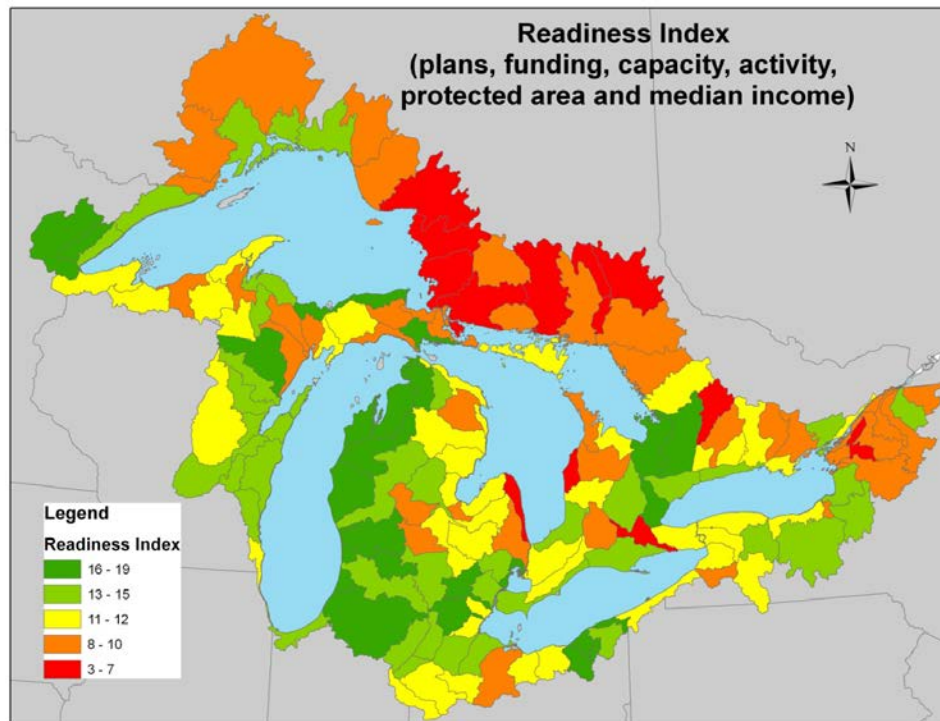 Readiness Index
(plans, funding, capacity, activity,
protected area and median income)
N
Legend
Readiness Index
16 - 19
13 - 15
11 - 12
8 - 10
3 - 7